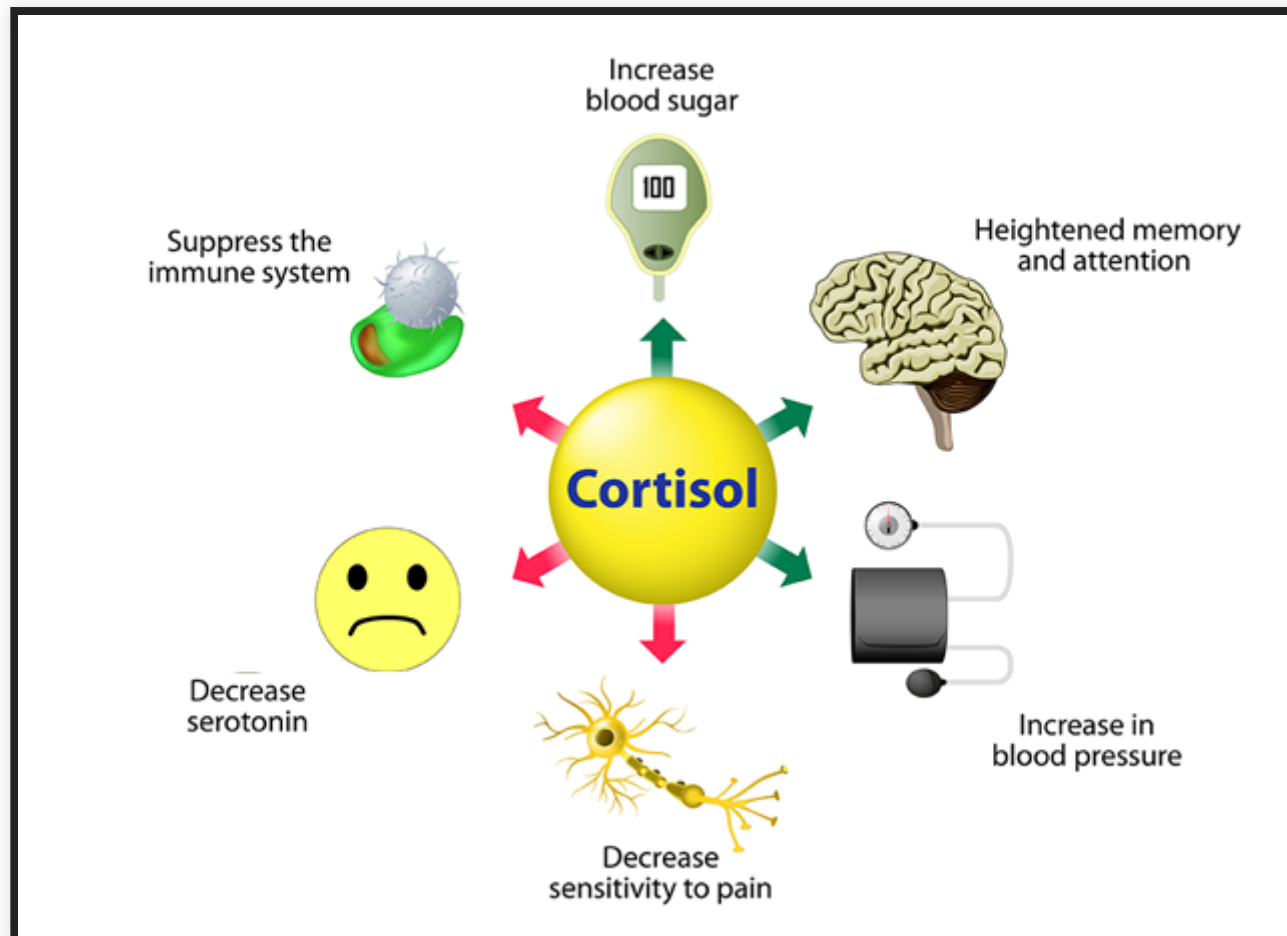 Increase
blood sugar
100
Suppress the
immune system
Heightened memory
and attention
Cortisol
Decrease
serotonin
Increase in
blood pressure
Decrease
sensitivity to pain